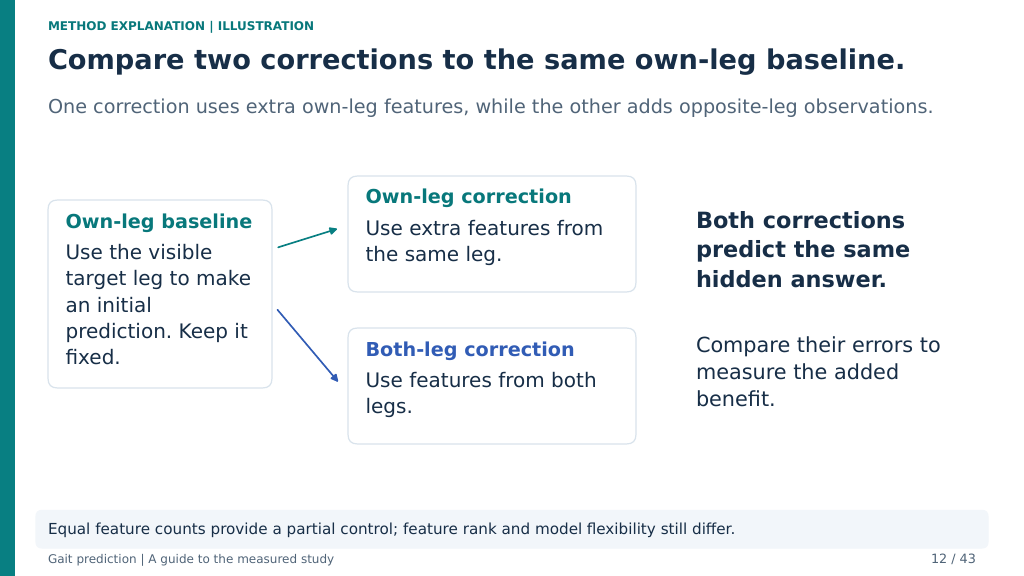 METHOD EXPLANATION | ILLUSTRATION
Compare two corrections to the same own-leg baseline.
One correction uses extra own-leg features, while the other adds opposite-leg observations.
Own-leg baseline
Use the visible
target leg to make
an initial
prediction. Keep it
fixed.
Own-leg correction
Use extra features from
the same leg.
Both-leg correction
Use features from both
legs.
Both corrections
predict the same
hidden answer.
Compare their errors to
measure the added
benefit.
Equal feature counts provide a partial control; feature rank and model flexibility still differ.
Gait prediction | A guide to the measured study
12 / 43